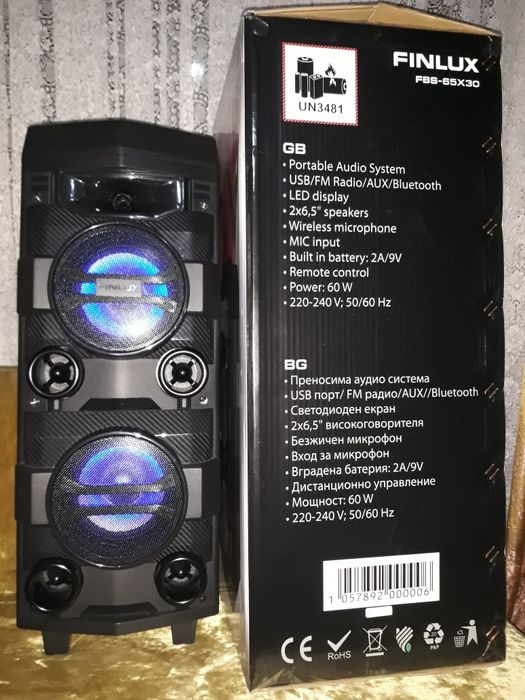 FINLUX
FINLUX
FBS-65X30
UN3481
GB
• Portable Audio System
• USB/FM Radio/AUX/Bluetooth
• LED display
• 2x6,5" speakers
• Wireless microphone
• MIC input
• Built in battery: 2A/9V
• Remote control
• Power: 60 W
• 220-240 V; 50/60 Hz
BG
• Преносима аудио система
• USB порт/ FM радио/AUX//Bluetooth
• Светодиоден екран
• 2x6,5" високоговорителя
• Безжичен микрофон
• Вход за микрофон
• Вградена батерия: 2A/9V
• Дистанционно управление
• Мощност: 60 W
• 220-240 V; 50/60 Hz
1 057892 000006
CE
RoHS
20
PAP